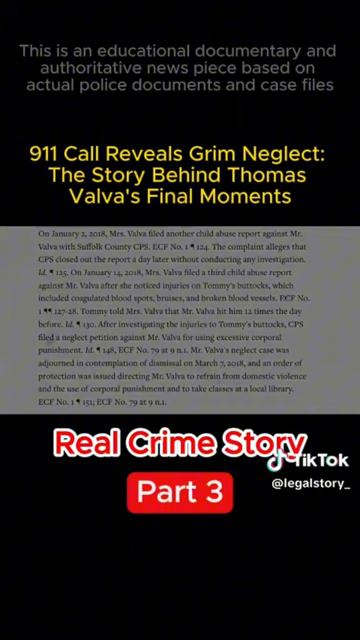 This is an educational documentary and
authoritative news piece based on
actual police documents and case files
911 Call Reveals Grim Neglect:
The Story Behind Thomas
Valva's Final Moments
On January 2, 2018, Mrs. Valva filed another child abuse report against Mr.
Valva with Suffolk County CPS. ECF No. 1 ¶ 124. The complaint alleges that
CPS closed out the report a day later without conducting any investigation.
Id. ¶ 125. On January 14, 2018, Mrs. Valva filed a third child abuse report
against Mr. Valva after she noticed injuries on Tommy's buttocks, which
included coagulated blood spots, bruises, and broken blood vessels. ECF No.
1 ¶¶ 127-28. Tommy told Mrs. Valva that Mr. Valva hit him 12 times the day
before. Id. ¶ 130. After investigating the injuries to Tommy's buttocks, CPS
filed a neglect petition against Mr. Valva for using excessive corporal
punishment. Id. ¶ 148, ECF No. 79 at 9 n.1. Mr. Valva's neglect case was
adjourned in contemplation of dismissal on March 7, 2018, and an order of
protection was issued directing Mr. Valva to refrain from domestic violence
and the use of corporal punishment and to take classes at a local library.
ECF No. 1 ¶ 151; ECF No. 79 at 9 n.1.
Real Crime Story
TikTok
@legalstory_
Part 3